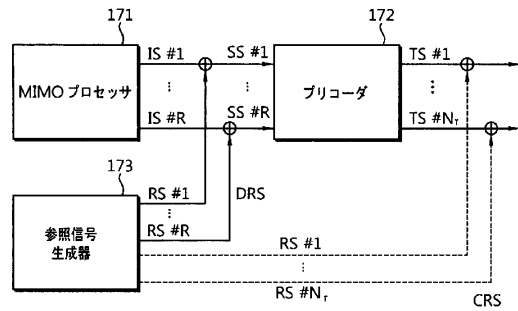 171
MIMO プロセッサ
IS #1
⋮
IS #R
SS #1
⋮
SS #R
172
プリコーダ
TS #1
⋮
TS #N_T
173
参照信号
生成器
RS #1
⋮
RS #R
DRS
RS #1
⋮
RS #N_T
CRS